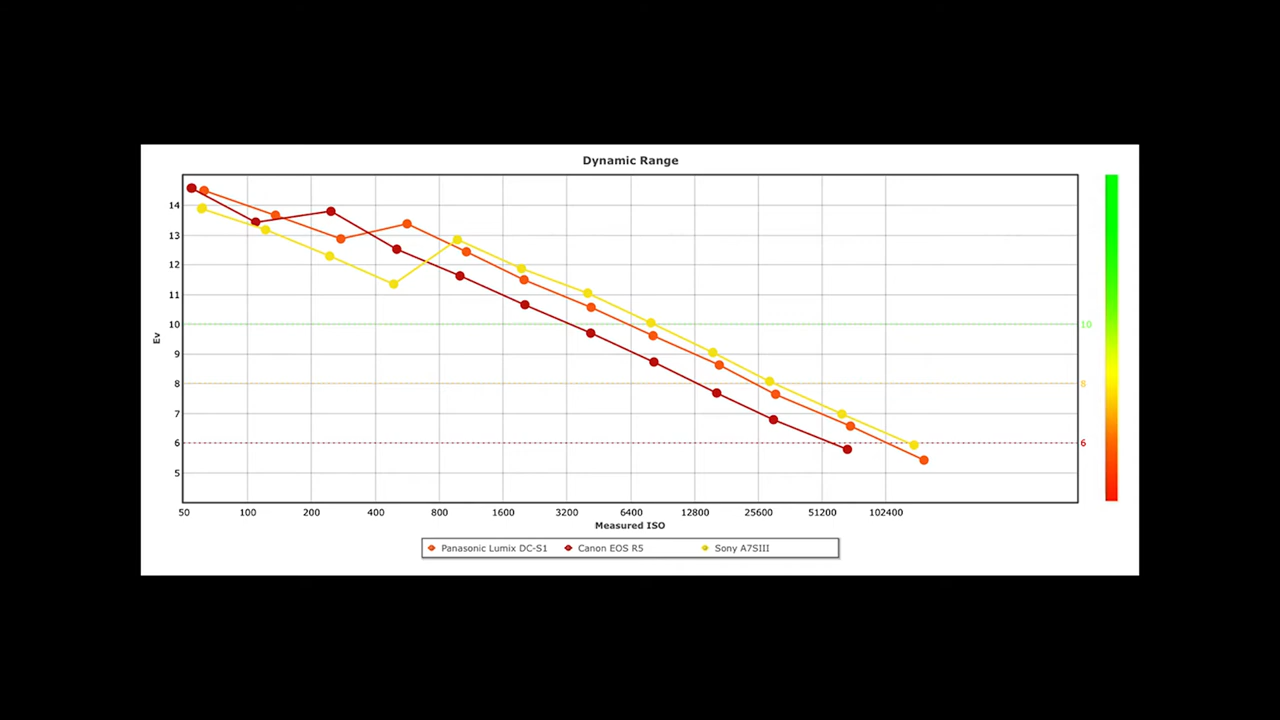 Dynamic Range
14
13
12
11
10
9
8
7
6
5
Ev
10
8
6
50 100 200 400 800 1600 3200 6400 12800 25600 51200 102400
Measured ISO
Panasonic Lumix DC-S1 Canon EOS R5 Sony A7SIII